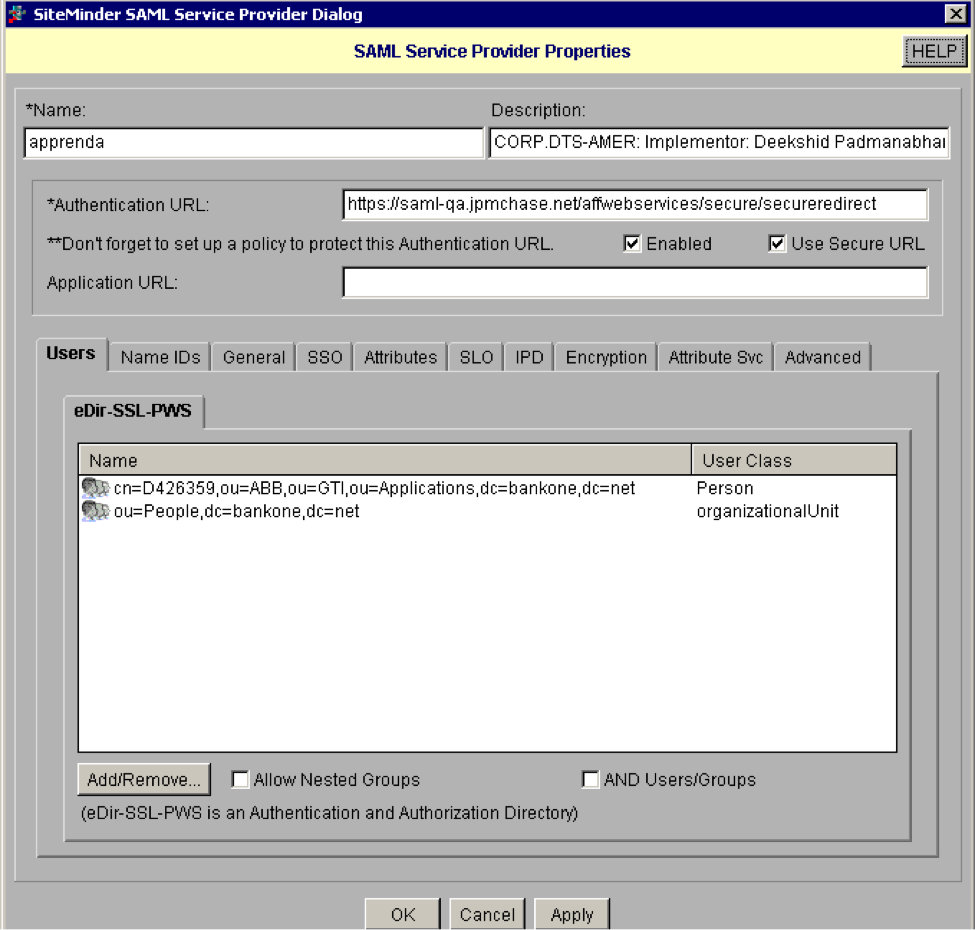 SiteMinder SAML Service Provider Dialog
SAML Service Provider Properties
HELP
*Name:
Description:
apprenda
CORP.DTS-AMER: Implementor: Deekshid Padmanabhan
*Authentication URL:
https://saml-qa.jpmchase.net/affwebservices/secure/secureredirect
**Don't forget to set up a policy to protect this Authentication URL.
Enabled
Use Secure URL
Application URL:
Users Name IDs General SSO Attributes SLO IPD Encryption Attribute Svc Advanced
eDir-SSL-PWS
Name User Class
cn=D426359,ou=ABB,ou=GTI,ou=Applications,dc=bankone,dc=net Person
ou=People,dc=bankone,dc=net organizationalUnit
Add/Remove... Allow Nested Groups AND Users/Groups
(eDir-SSL-PWS is an Authentication and Authorization Directory)
OK Cancel Apply